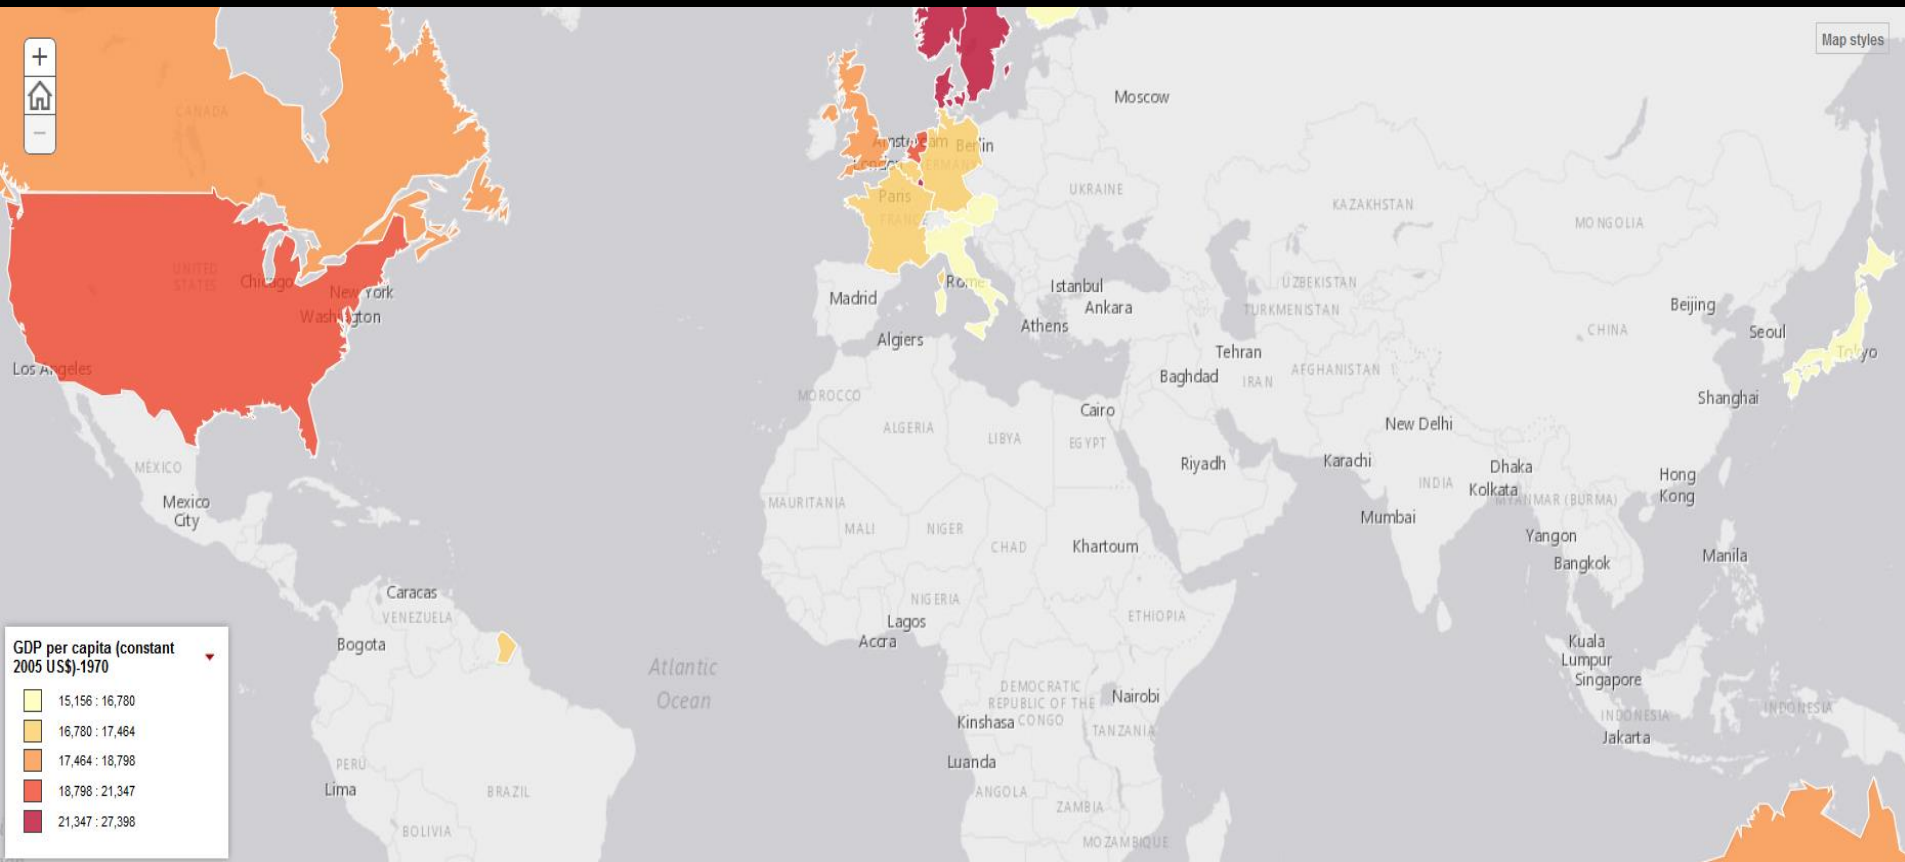 +
−
Map styles
CANADA
Moscow
Amsterdam
Berlin
London
GERMANY
UKRAINE
Paris
KAZAKHSTAN
FRANCE
MONGOLIA
UNITED
STATES
Chicago
New York
Rome
Istanbul
UZBEKISTAN
Madrid
Ankara
TURKMENISTAN
Beijing
Washington
Athens
CHINA
Seoul
Algiers
Tehran
Tokyo
Los Angeles
Baghdad
IRAN
AFGHANISTAN
MOROCCO
Shanghai
Cairo
ALGERIA
LIBYA
EGYPT
New Delhi
MÉXICO
Riyadh
Karachi
Dhaka
INDIA
Kolkata
Hong
Kong
Mexico
City
MAURITANIA
MYANMAR (BURMA)
Mumbai
MALI
NIGER
CHAD
Khartoum
Yangon
Bangkok
Manila
Caracas
VENEZUELA
NIGERIA
Lagos
ETHIOPIA
Bogota
Accra
Kuala
Lumpur
Singapore
Atlantic
Ocean
DEMOCRATIC
REPUBLIC OF THE
CONGO
Nairobi
Kinshasa
TANZANIA
INDONESIA
INDONESIA
Jakarta
PERÚ
Luanda
Lima
BRAZIL
ANGOLA
ZAMBIA
BOLIVIA
MOZAMBIQUE
GDP per capita (constant
2005 US$)-1970
15,156 : 16,780
16,780 : 17,464
17,464 : 18,798
18,798 : 21,347
21,347 : 27,398